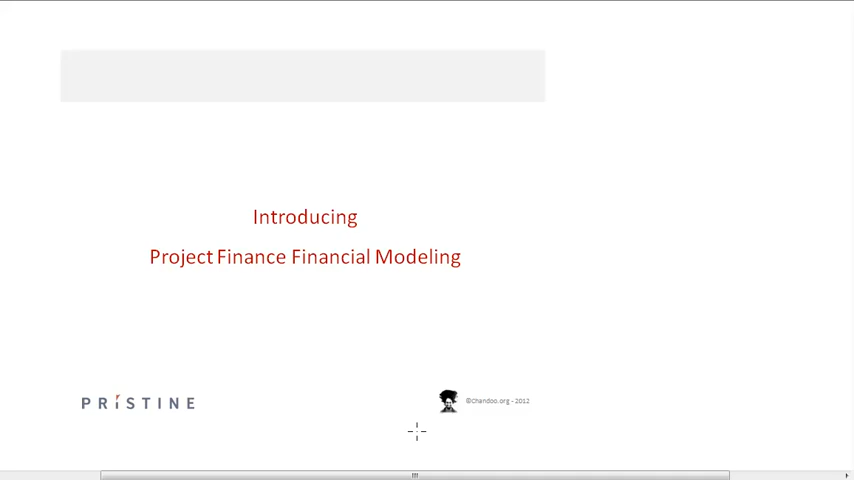 Introducing
Project Finance Financial Modeling
PRISTINE
©Chandoo.org - 2012